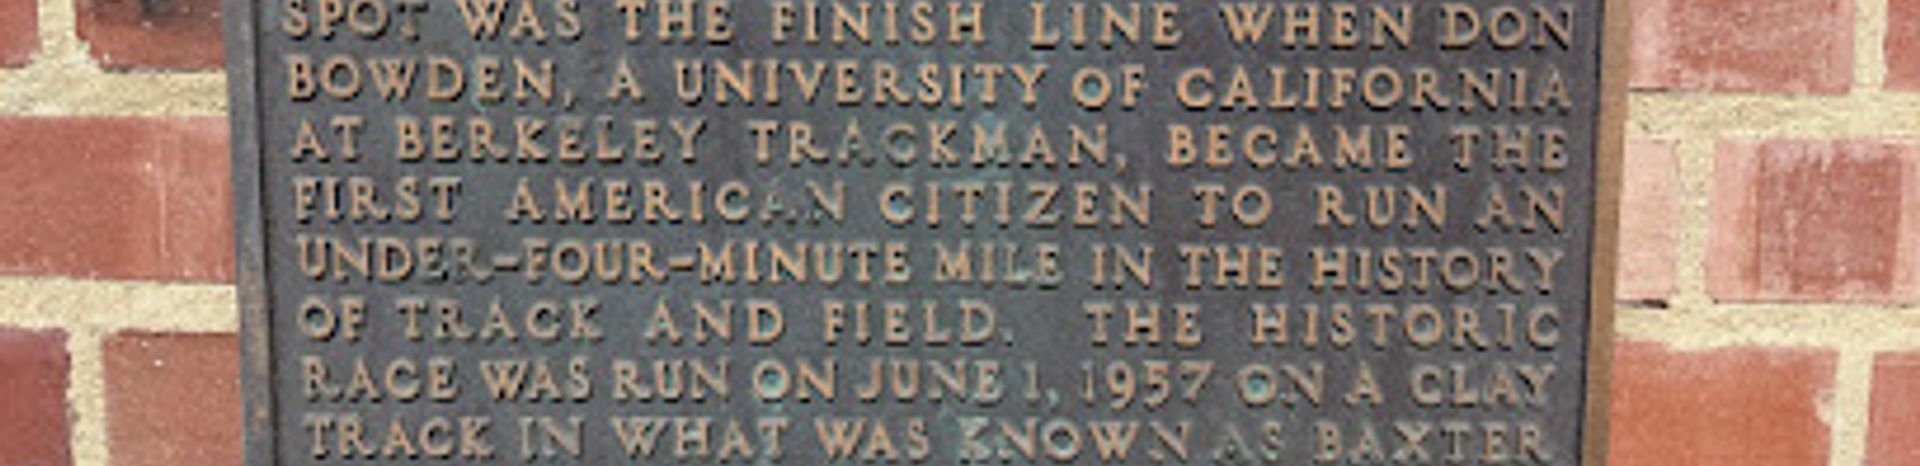 SPOT WAS THE FINISH LINE WHEN DON
BOWDEN, A UNIVERSITY OF CALIFORNIA
AT BERKELEY TRACKMAN, BECAME THE
FIRST AMERICAN CITIZEN TO RUN AN
UNDER-FOUR-MINUTE MILE IN THE HISTORY
OF TRACK AND FIELD. THE HISTORIC
RACE WAS RUN ON JUNE 1, 1957 ON A CLAY
TRACK IN WHAT WAS KNOWN AS BAXTER